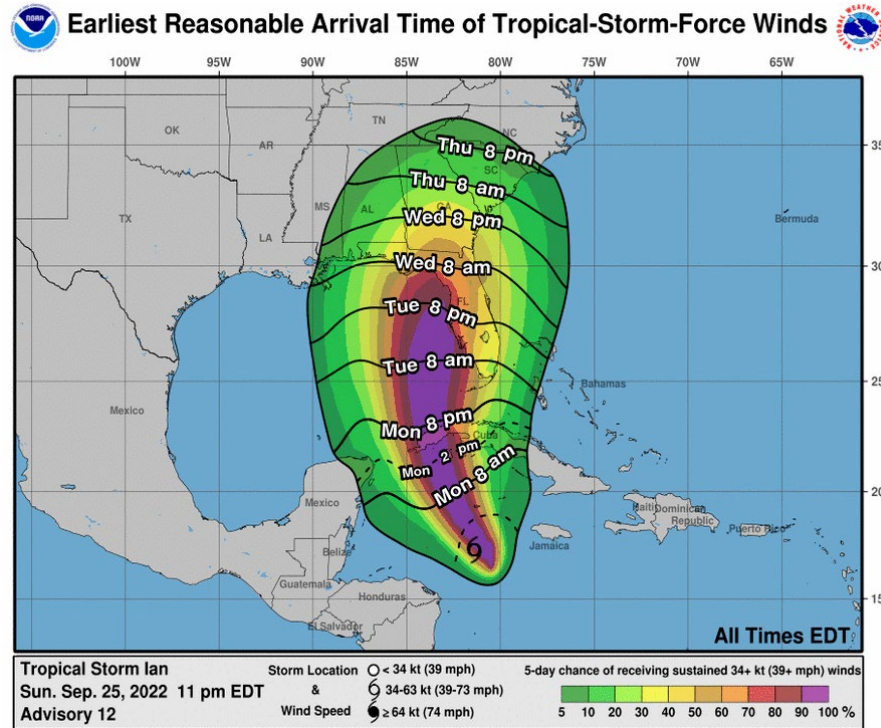 NOAA
Earliest Reasonable Arrival Time of Tropical-Storm-Force Winds
100W 95W 90W 85W 80W 75W 70W 65W
OK
TN
NC
35
AR
Thu 8 pm
SC
Thu 8 am
MS
AL
GA
Wed 8 pm
TX
Bermuda
LA
Wed 8 am
30
FL
Tue 8 pm
Tue 8 am
25
Bahamas
Mexico
Mon 8 pm
Cuba
Mon 2 pm
Mon 8 am
20
Mexico
Haiti
Dominican
Republic
Puerto Rico
Jamaica
Belize
Guatemala
Honduras
15
El Salvador
All Times EDT
Tropical Storm Ian
Sun. Sep. 25, 2022 11 pm EDT
Advisory 12
Storm Location
&
Wind Speed
< 34 kt (39 mph)
34-63 kt (39-73 mph)
≥ 64 kt (74 mph)
5-day chance of receiving sustained 34+ kt (39+ mph) winds
5 10 20 30 40 50 60 70 80 90 100 %